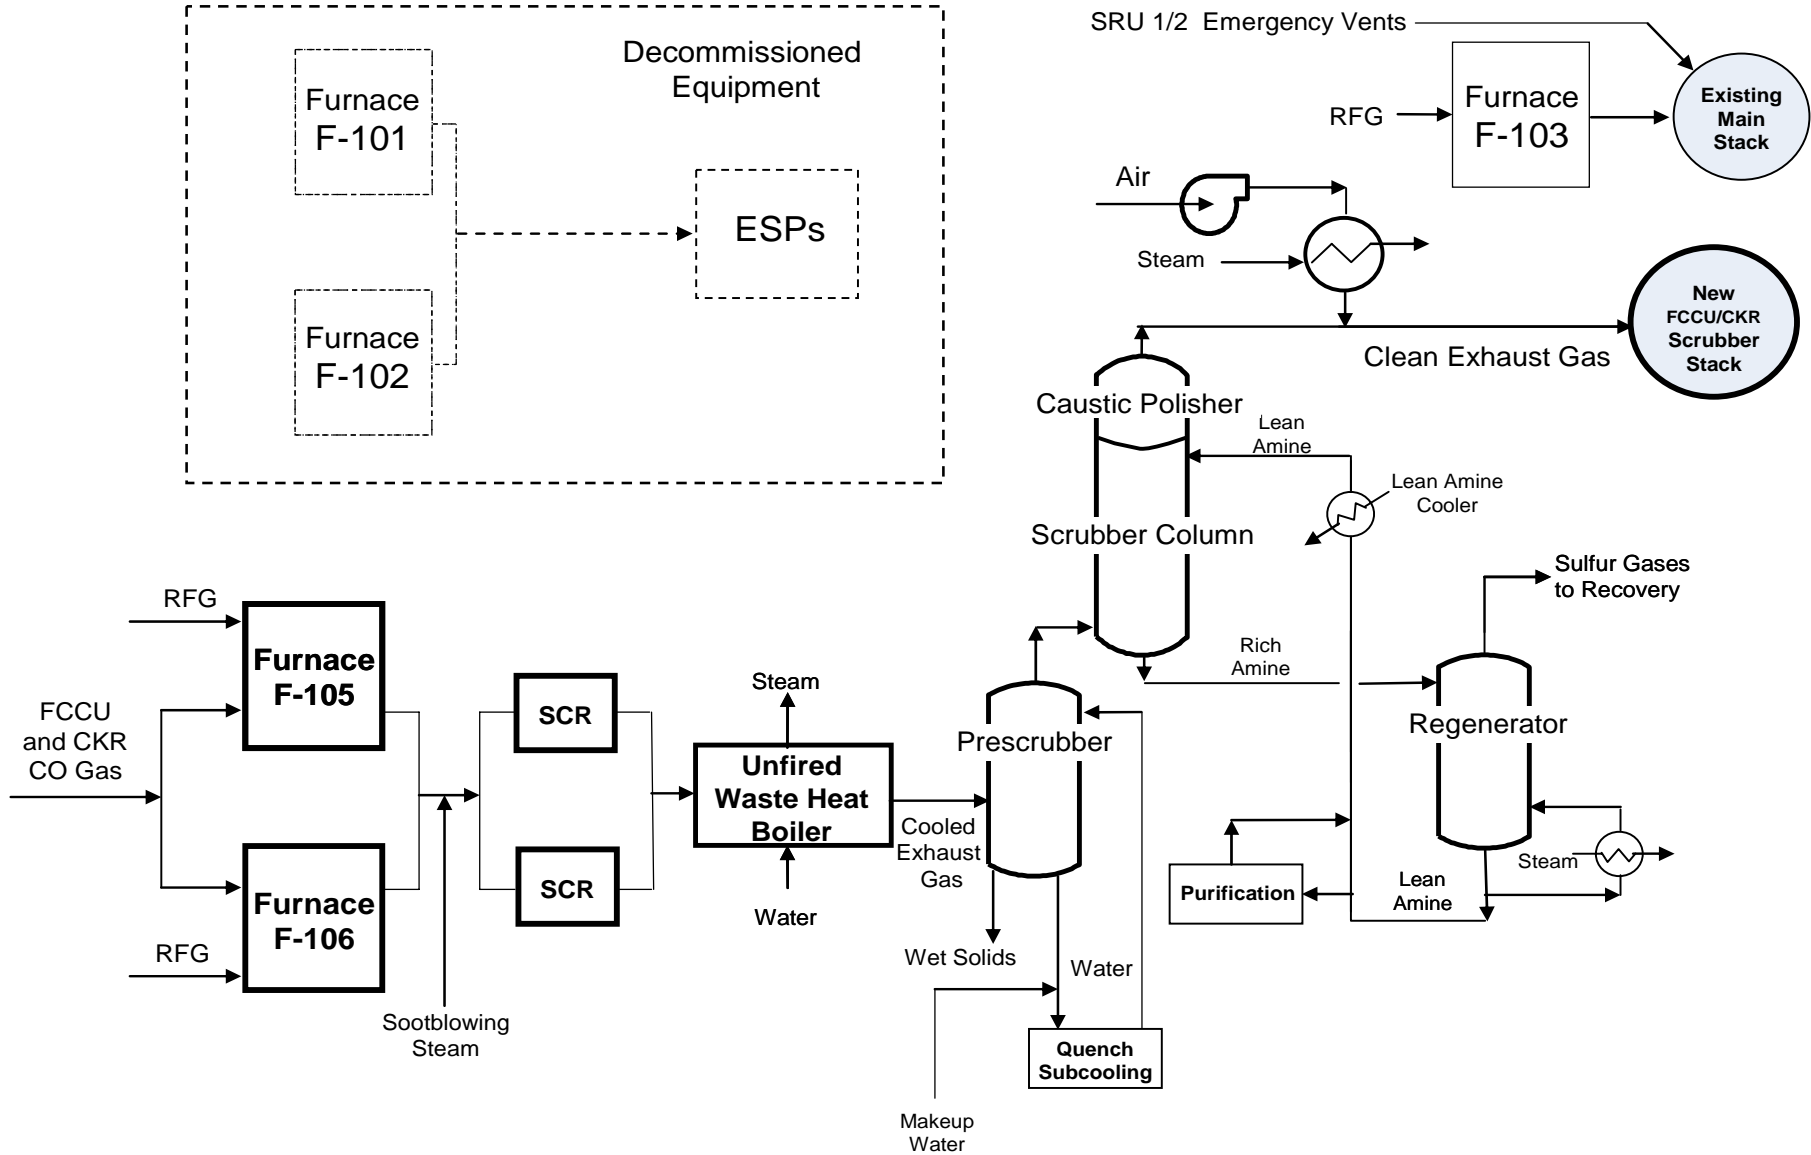 SRU 1/2  Emergency Vents
Decommissioned
Equipment
Furnace
F-101
ESPs
Furnace
F-102
RFG
Furnace
F-103
Existing
Main
Stack
Air
Steam
New
FCCU/CKR
Scrubber
Stack
Clean Exhaust Gas
Caustic Polisher
Lean
Amine
Lean Amine
Cooler
Scrubber Column
Sulfur Gases
to Recovery
RFG
Furnace
F-105
FCCU
and CKR
CO Gas
SCR
Steam
Unfired
Waste Heat
Boiler
Water
Rich
Amine
Prescrubber
Regenerator
Cooled
Exhaust
Gas
SCR
Furnace
F-106
RFG
Sootblowing
Steam
Wet Solids
Water
Purification
Lean
Amine
Steam
Quench
Subcooling
Makeup
Water